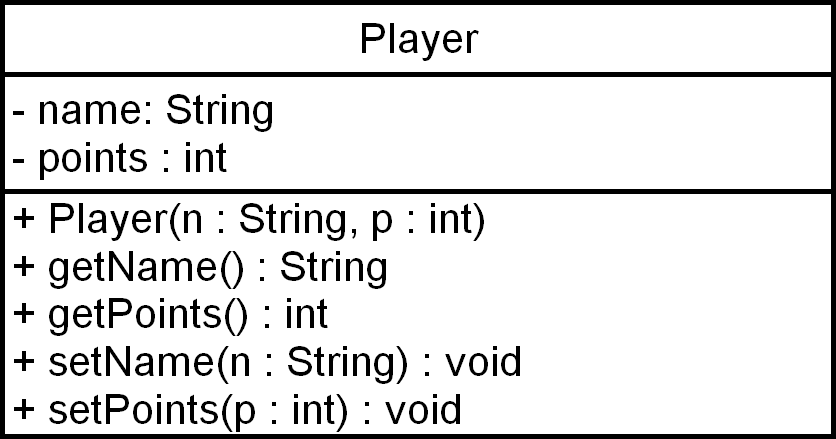 Player
- name: String
- points : int
+ Player(n : String, p : int)
+ getName() : String
+ getPoints() : int
+ setName(n : String) : void
+ setPoints(p : int) : void